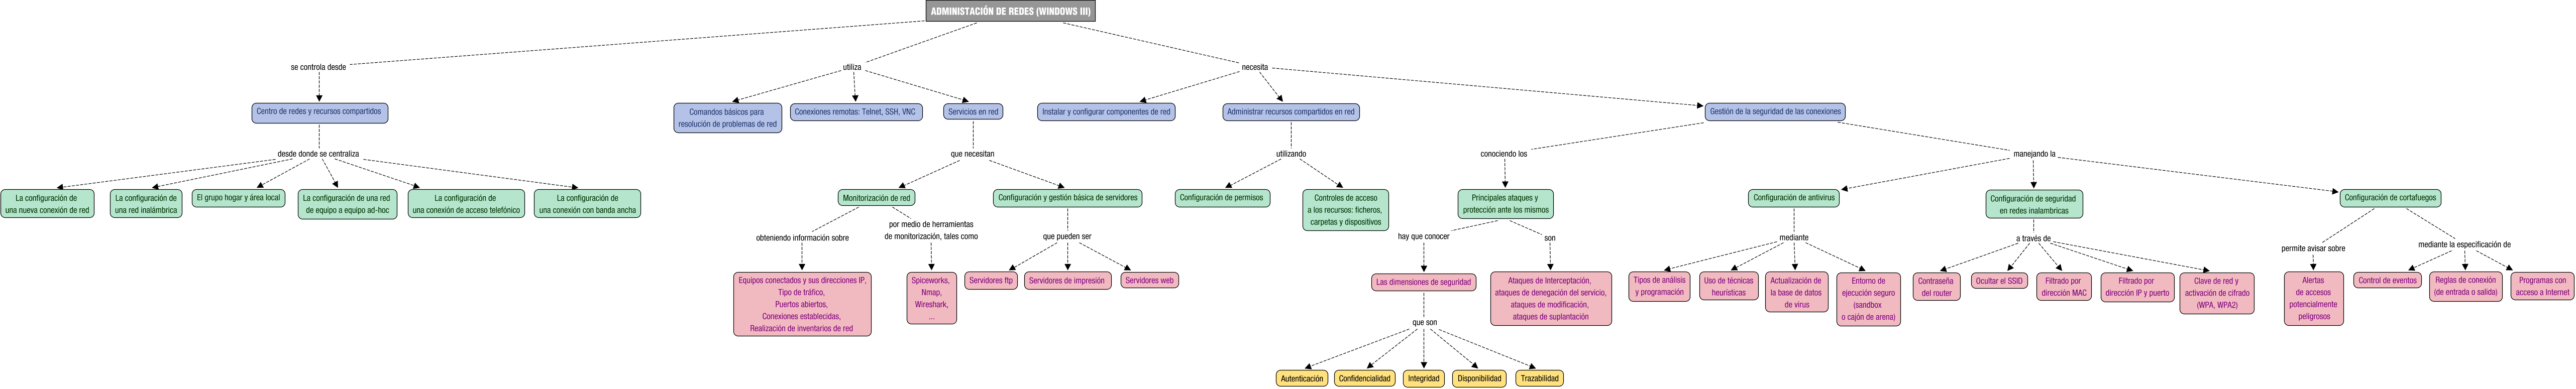 ADMINISTACIÓN DE REDES (WINDOWS III)
se controla desde
utiliza
necesita
Centro de redes y recursos compartidos
Comandos básicos para
resolución de problemas de red
Conexiones remotas: Telnet, SSH, VNC
Servicios en red
Instalar y configurar componentes de red
Administrar recursos compartidos en red
Gestión de la seguridad de las conexiones
desde donde se centraliza
que necesitan
utilizando
conociendo los
manejando la
La configuración de
una nueva conexión de red
La configuración de
una red inalámbrica
El grupo hogar y área local
La configuración de una red
de equipo a equipo ad-hoc
La configuración de
una conexión de acceso telefónico
La configuración de
una conexión con banda ancha
Monitorización de red
Configuración y gestión básica de servidores
Configuración de permisos
Controles de acceso
a los recursos: ficheros,
carpetas y dispositivos
Principales ataques y
protección ante los mismos
Configuración de antivirus
Configuración de seguridad
en redes inalambricas
Configuración de cortafuegos
obteniendo información sobre
por medio de herramientas
de monitorización, tales como
que pueden ser
hay que conocer
son
mediante
a través de
permite avisar sobre
mediante la especificación de
Equipos conectados y sus direcciones IP,
Tipo de tráfico,
Puertos abiertos,
Conexiones establecidas,
Realización de inventarios de red
Spiceworks,
Nmap,
Wireshark,
...
Servidores ftp
Servidores de impresión
Servidores web
Las dimensiones de seguridad
Ataques de Interceptación,
ataques de denegación del servicio,
ataques de modificación,
ataques de suplantación
Tipos de análisis
y programación
Uso de técnicas
heurísticas
Actualización de
la base de datos
de virus
Entorno de
ejecución seguro
(sandbox
o cajón de arena)
Contraseña
del router
Ocultar el SSID
Filtrado por
dirección MAC
Filtrado por
dirección IP y puerto
Clave de red y
activación de cifrado
(WPA, WPA2)
Alertas
de accesos
potencialmente
peligrosos
Control de eventos
Reglas de conexión
(de entrada o salida)
Programas con
acceso a Internet
que son
Autenticación
Confidencialidad
Integridad
Disponibilidad
Trazabilidad